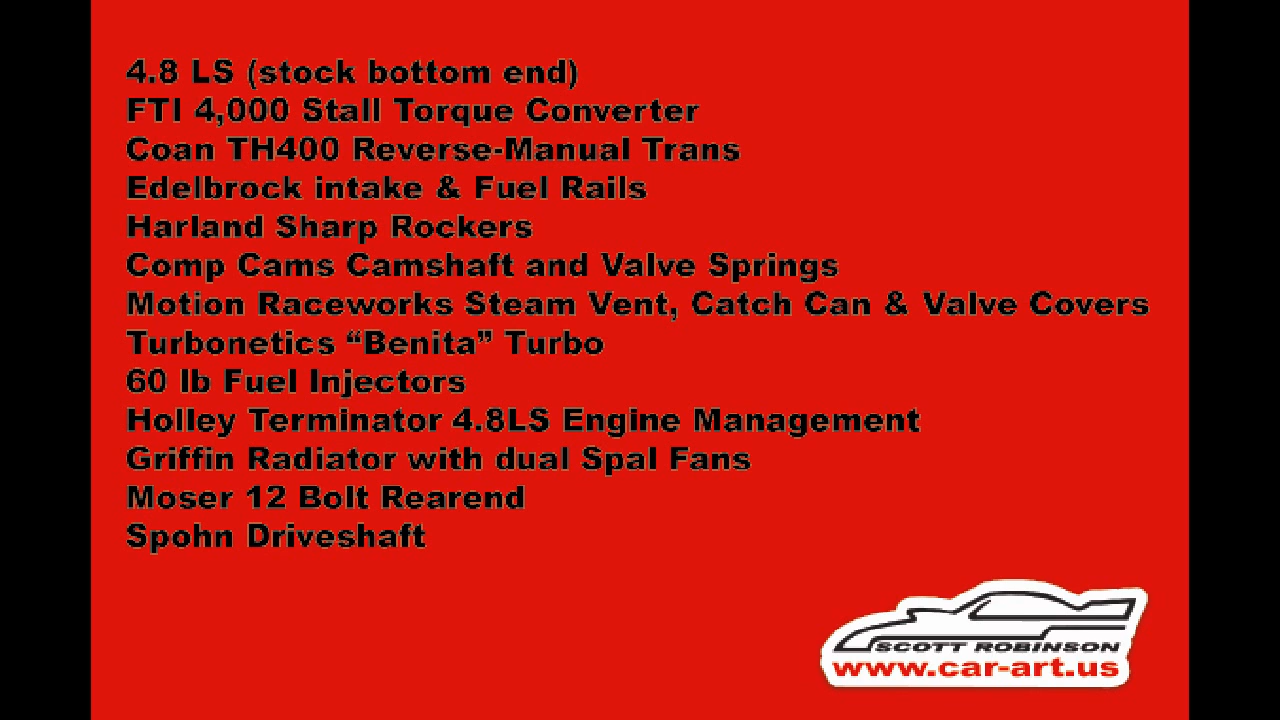 4.8 LS (stock bottom end)
FTI 4,000 Stall Torque Converter
Coan TH400 Reverse-Manual Trans
Edelbrock intake & Fuel Rails
Harland Sharp Rockers
Comp Cams Camshaft and Valve Springs
Motion Raceworks Steam Vent, Catch Can & Valve Covers
Turbonetics “Benita” Turbo
60 lb Fuel Injectors
Holley Terminator 4.8LS Engine Management
Griffin Radiator with dual Spal Fans
Moser 12 Bolt Rearend
Spohn Driveshaft
SCOTT ROBINSON
www.car-art.us